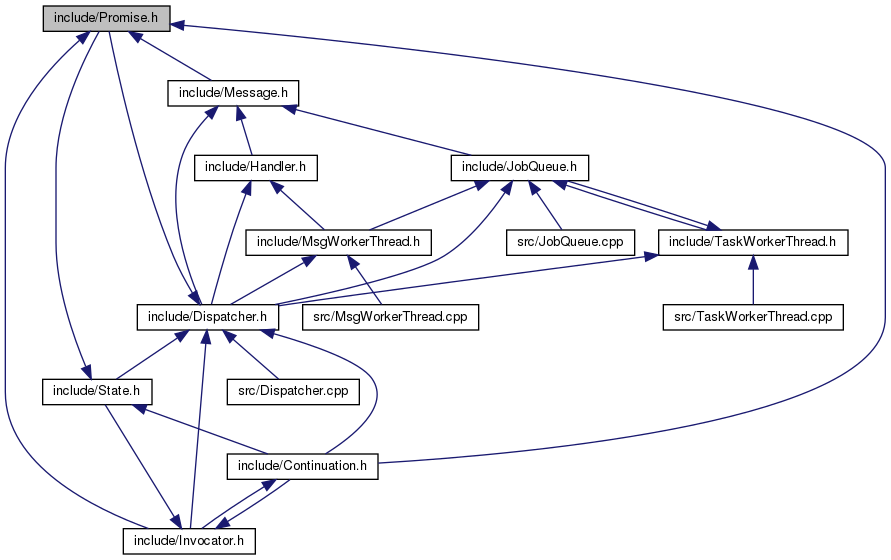 include/Promise.h
include/Message.h
include/Handler.h
include/JobQueue.h
include/MsgWorkerThread.h
src/JobQueue.cpp
include/TaskWorkerThread.h
include/Dispatcher.h
src/MsgWorkerThread.cpp
src/TaskWorkerThread.cpp
include/State.h
src/Dispatcher.cpp
include/Continuation.h
include/Invocator.h